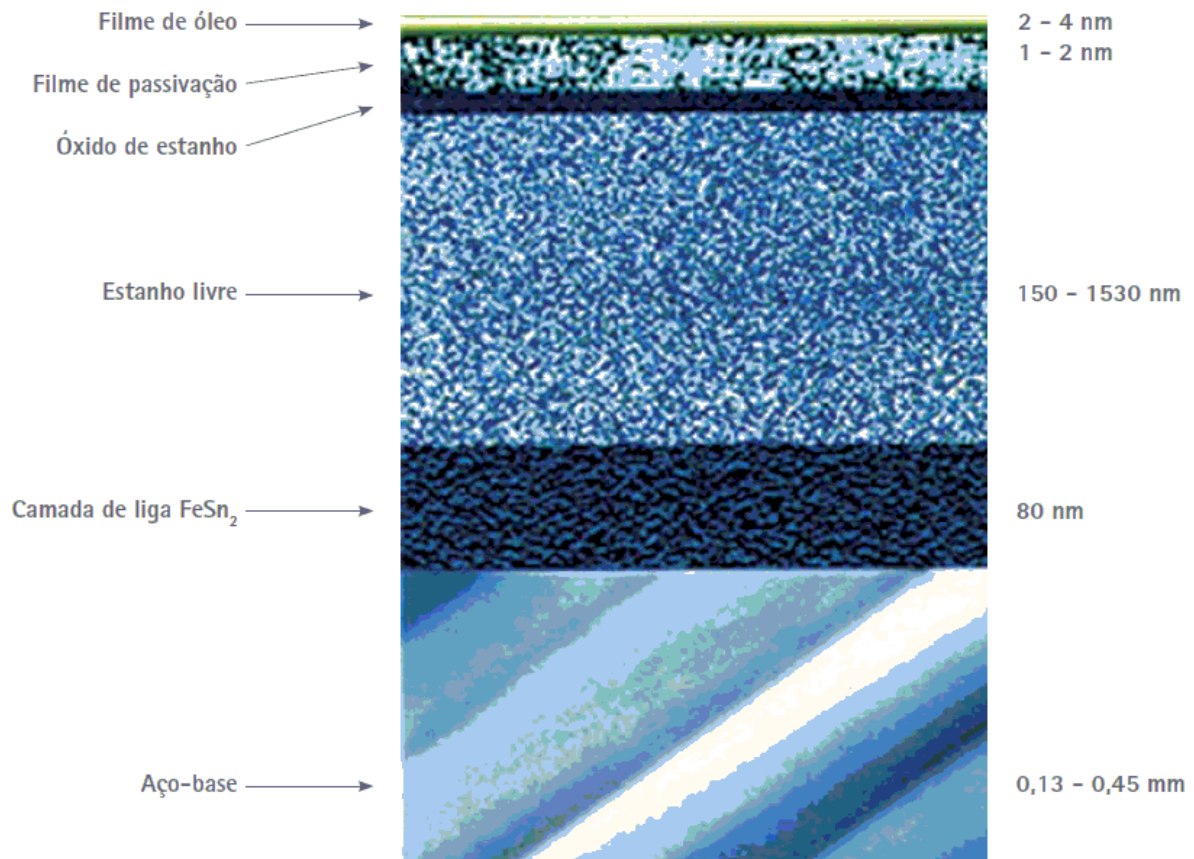 Filme de óleo
2 - 4 nm
Filme de passivação
1 - 2 nm
Óxido de estanho
Estanho livre
150 - 1530 nm
Camada de liga FeSn₂
80 nm
Aço-base
0,13 - 0,45 mm